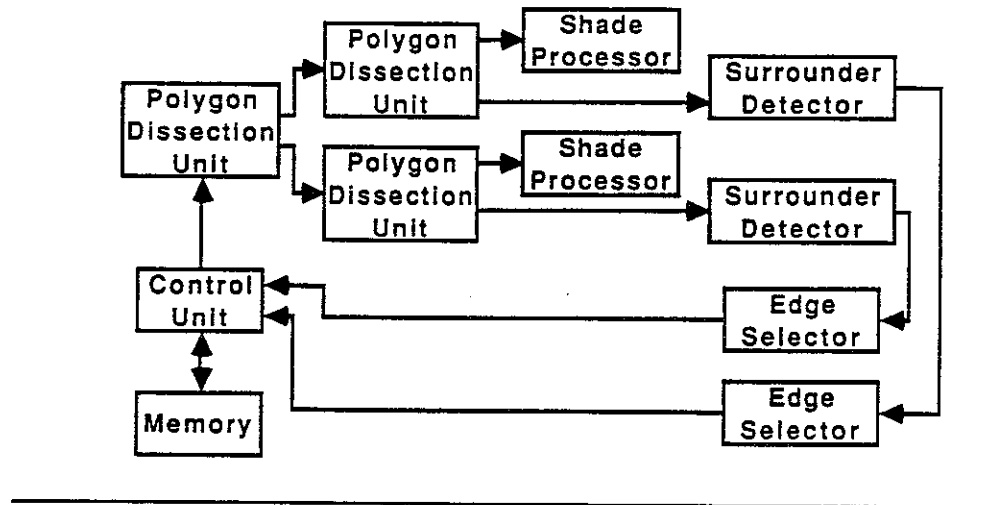 Polygon
Dissection
Unit
Polygon
Dissection
Unit
Shade
Processor
Surrounder
Detector
Polygon
Dissection
Unit
Shade
Processor
Surrounder
Detector
Control
Unit
Edge
Selector
Memory
Edge
Selector